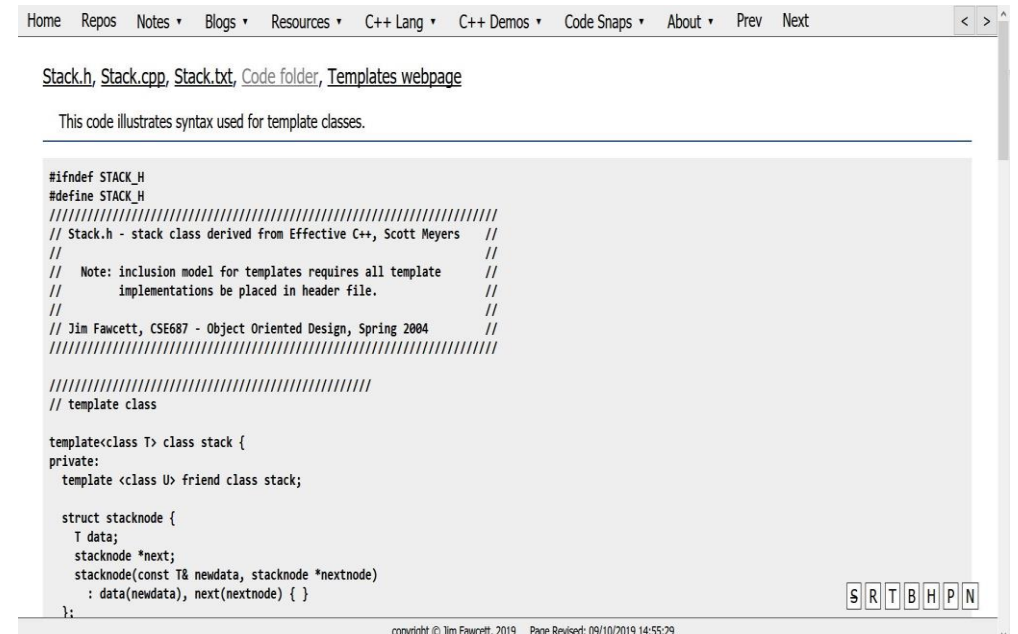 Home Repos Notes ▾ Blogs ▾ Resources ▾ C++ Lang ▾ C++ Demos ▾ Code Snaps ▾ About ▾ Prev Next < >
Stack.h, Stack.cpp, Stack.txt, Code folder, Templates webpage
This code illustrates syntax used for template classes.
#ifndef STACK_H
#define STACK_H
///////////////////////////////////////////////////////////////////////
// Stack.h - stack class derived from Effective C++, Scott Meyers    //
//                                                                   //
//   Note: inclusion model for templates requires all template       //
//         implementations be placed in header file.                 //
//                                                                   //
// Jim Fawcett, CSE687 - Object Oriented Design, Spring 2004         //
///////////////////////////////////////////////////////////////////////
///////////////////////////////////////////////////
// template class
template<class T> class stack {
private:
  template <class U> friend class stack;
  struct stacknode {
    T data;
    stacknode *next;
    stacknode(const T& newdata, stacknode *nextnode)
      : data(newdata), next(nextnode) { }
  };
S R T B H P N
copyright © Jim Fawcett, 2019 Page Revised: 09/10/2019 14:55:29